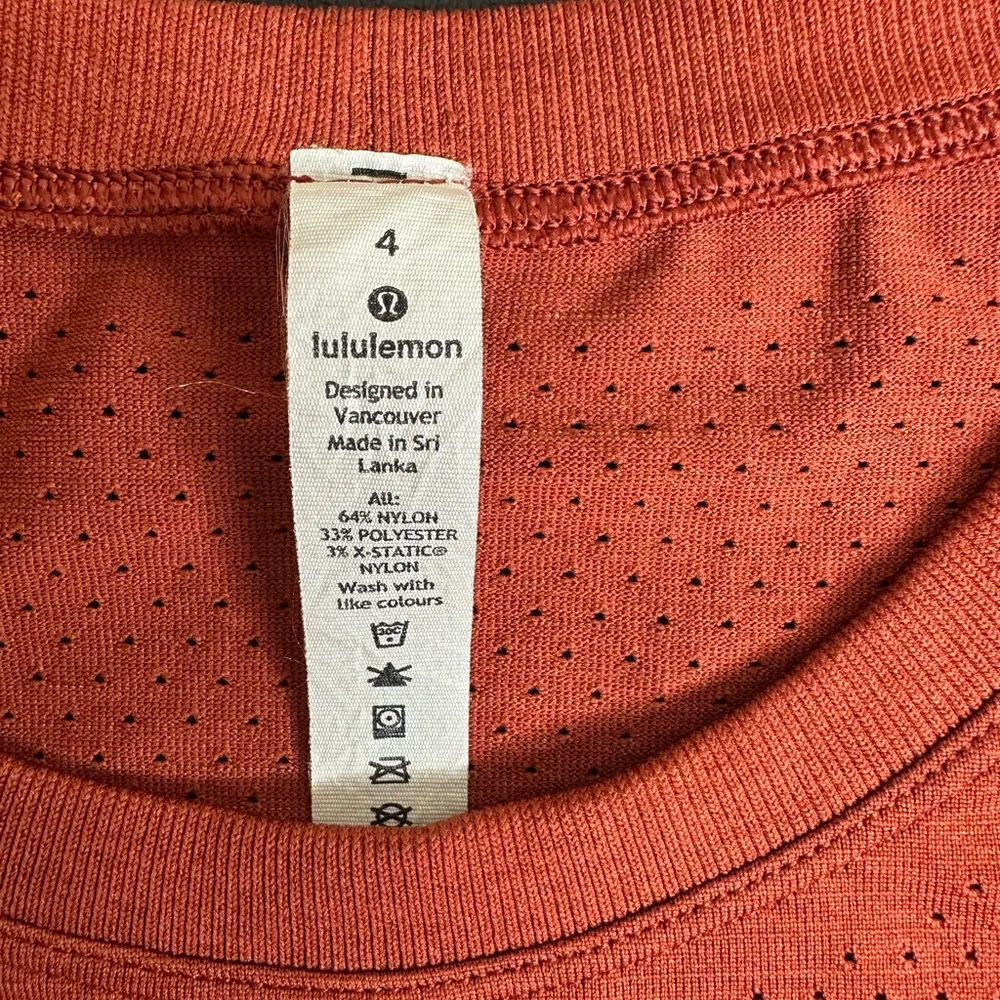 4
lululemon
Designed in
Vancouver
Made in Sri
Lanka
All:
64% NYLON
33% POLYESTER
3% X-STATIC®
NYLON
Wash with
like colours
30C